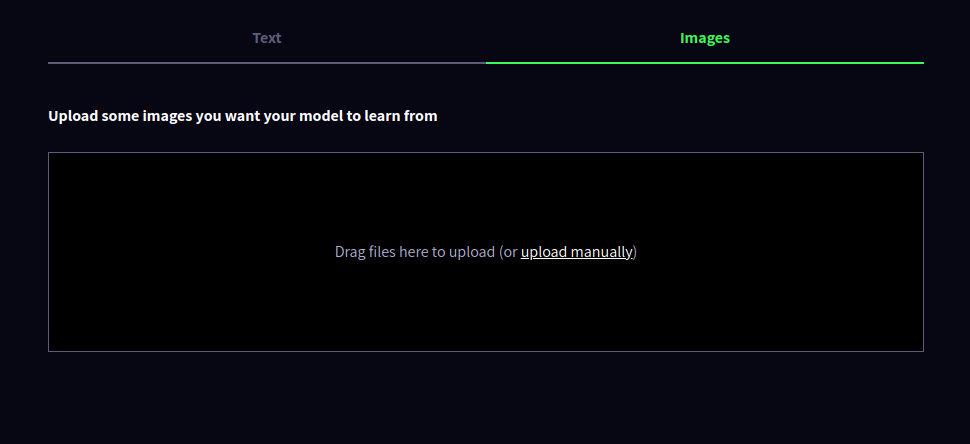 Text
Images
Upload some images you want your model to learn from
Drag files here to upload (or upload manually)